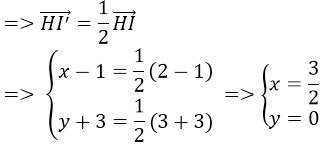 => $\overrightarrow{HI'} = \frac{1}{2}\overrightarrow{HI}$
=> $\begin{cases} x - 1 = \frac{1}{2}(2 - 1) \\ y + 3 = \frac{1}{2}(3 + 3) \end{cases}$ => $\begin{cases} x = \frac{3}{2} \\ y = 0 \end{cases}$